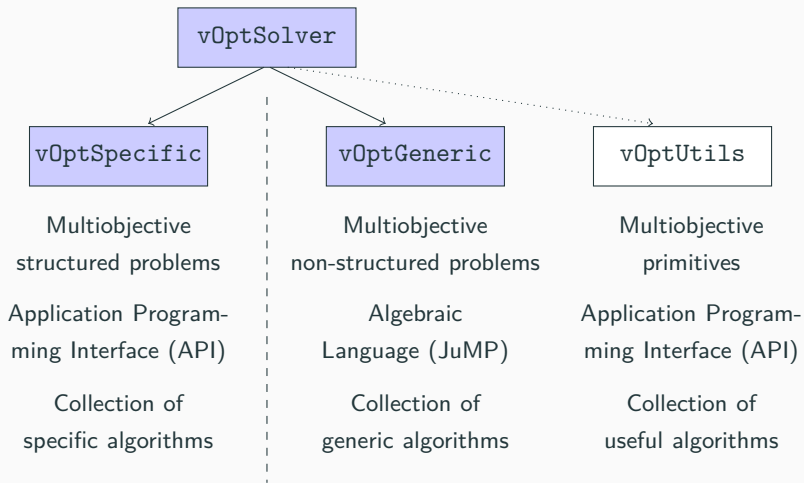 vOptSolver
vOptSpecific
vOptGeneric
vOptUtils
Multiobjective
structured problems
Multiobjective
non-structured problems
Multiobjective
primitives
Application Program-
ming Interface (API)
Algebraic
Language (JuMP)
Application Program-
ming Interface (API)
Collection of
specific algorithms
Collection of
generic algorithms
Collection of
useful algorithms